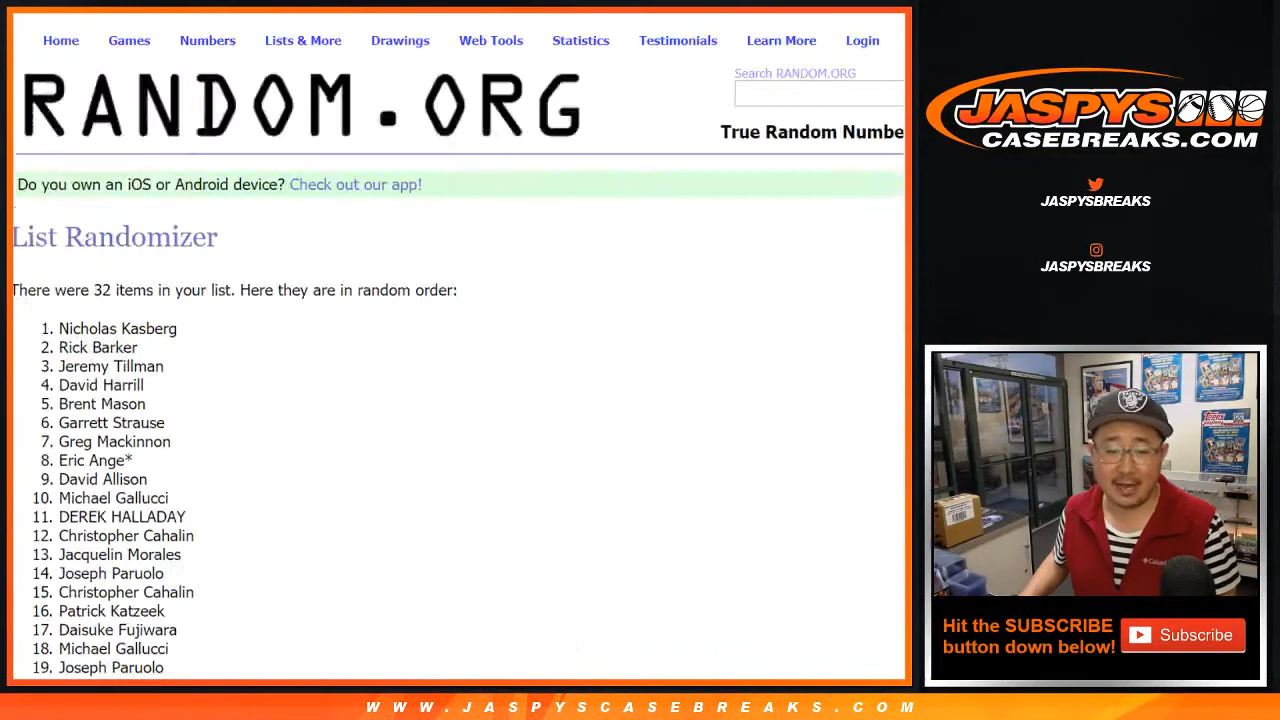 Home Games Numbers Lists & More Drawings Web Tools Statistics Testimonials Learn More Login
RANDOM.ORG
Search RANDOM.ORG
True Random Numbe
Do you own an iOS or Android device? Check out our app!
List Randomizer
There were 32 items in your list. Here they are in random order:
1. Nicholas Kasberg
2. Rick Barker
3. Jeremy Tillman
4. David Harrill
5. Brent Mason
6. Garrett Strause
7. Greg Mackinnon
8. Eric Ange*
9. David Allison
10. Michael Gallucci
11. DEREK HALLADAY
12. Christopher Cahalin
13. Jacquelin Morales
14. Joseph Paruolo
15. Christopher Cahalin
16. Patrick Katzeek
17. Daisuke Fujiwara
18. Michael Gallucci
19. Joseph Paruolo
JASPYS
CASEBREAKS.COM
JASPYSBREAKS
JASPYSBREAKS
Topps
Columbia
Hit the SUBSCRIBE
button down below!
Subscribe
WWW.JASPYSCASEBREAKS.COM